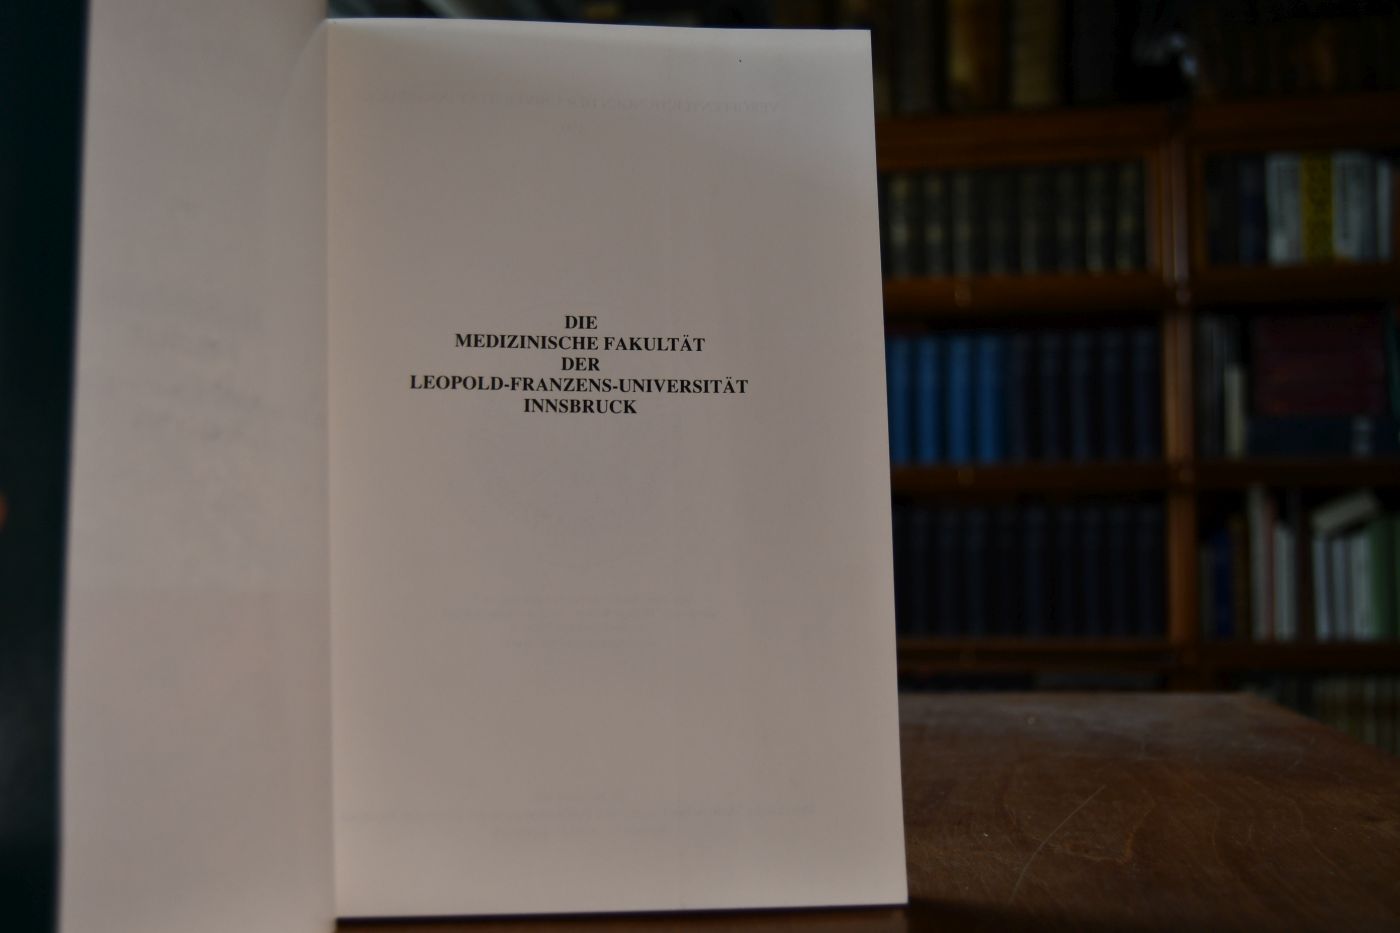 DIE
MEDIZINISCHE FAKULTÄT
DER
LEOPOLD-FRANZENS-UNIVERSITÄT
INNSBRUCK